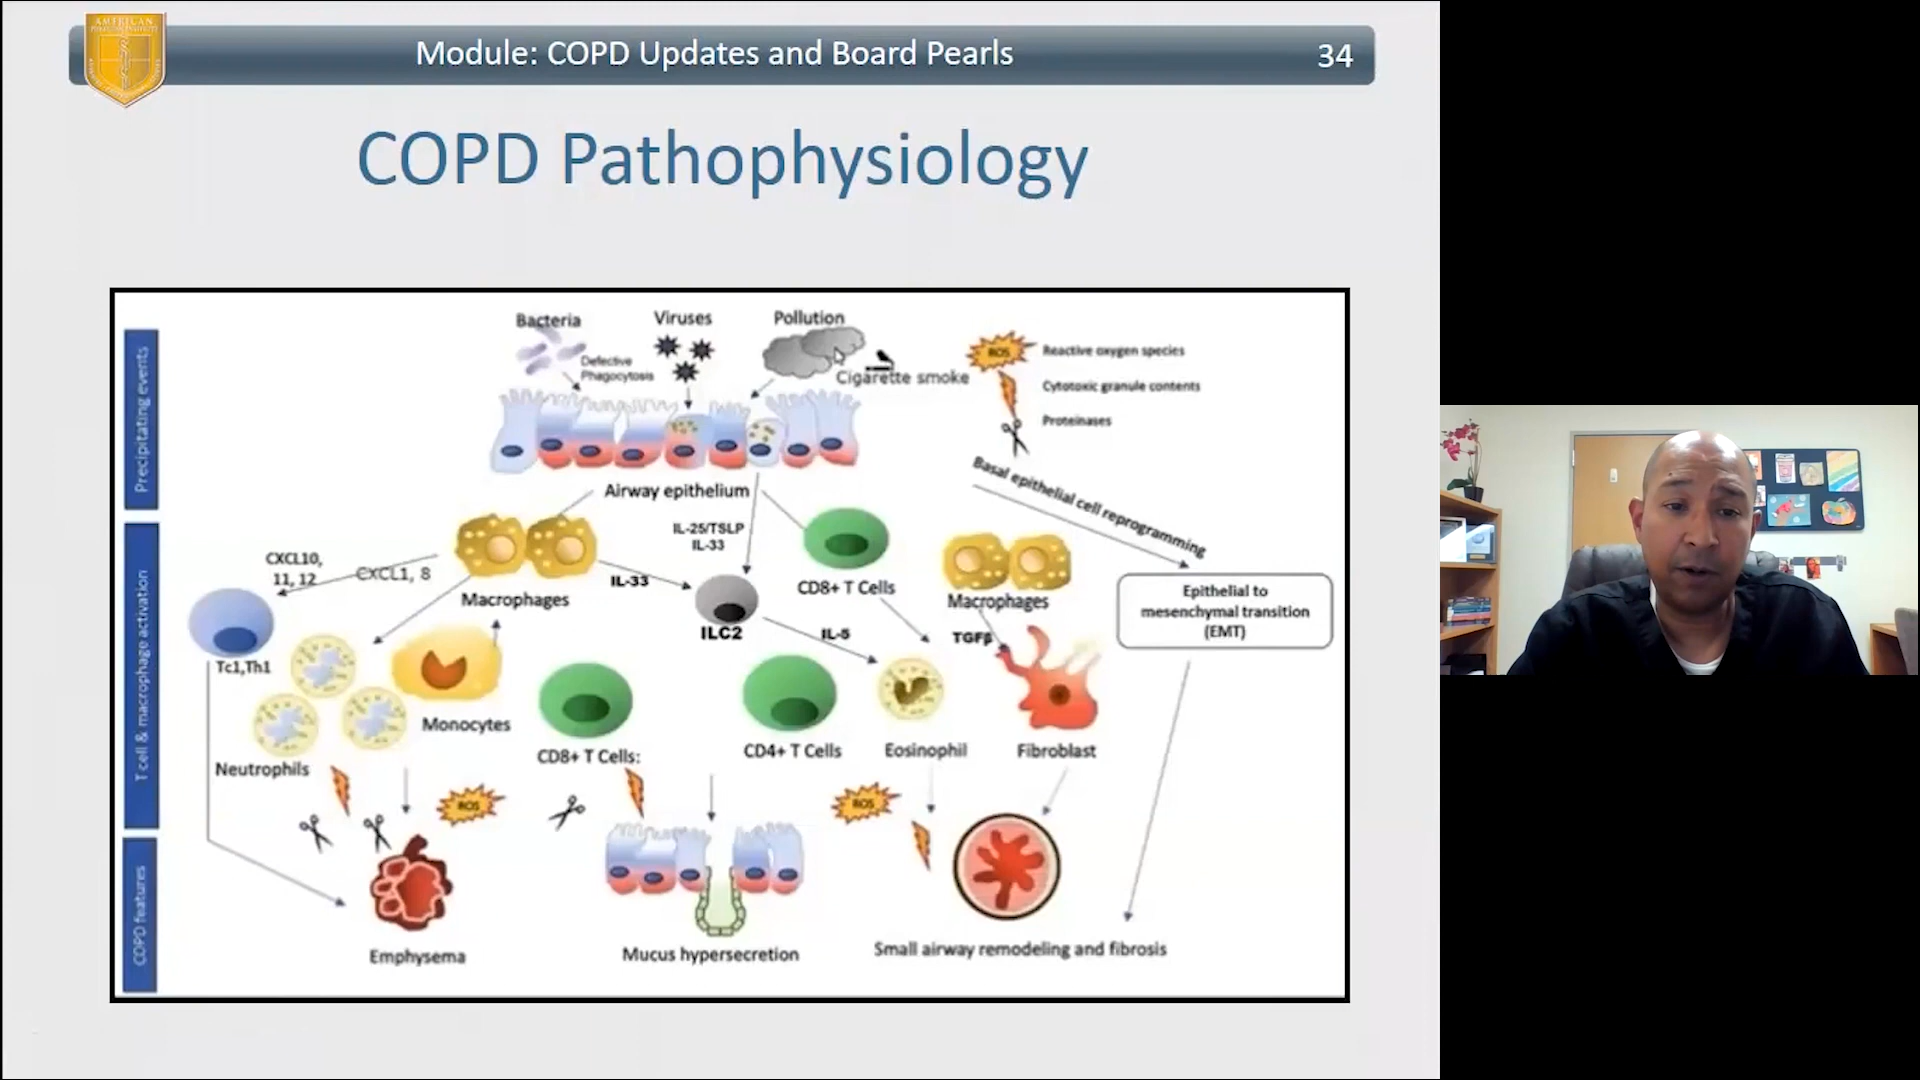 AMERICAN
Module: COPD Updates and Board Pearls
34
COPD Pathophysiology
Precipitating events
Bacteria
Viruses
Pollution
Defective
Phagocytosis
Cigarette smoke
ROS
Reactive oxygen species
Cytotoxic granule contents
Proteinases
Airway epithelium
Basal epithelial cell reprogramming
T cell & macrophage activation
CXCL10,
11, 12
CXCL1, 8
Macrophages
IL-33
IL-25/TSLP
IL-33
ILC2
CD8+ T Cells
IL-5
Macrophages
TGFβ
Epithelial to
mesenchymal transition
(EMT)
Tc1,Th1
Neutrophils
Monocytes
CD8+ T Cells:
CD4+ T Cells
Eosinophil
Fibroblast
ROS
ROS
COPD features
Emphysema
Mucus hypersecretion
Small airway remodeling and fibrosis